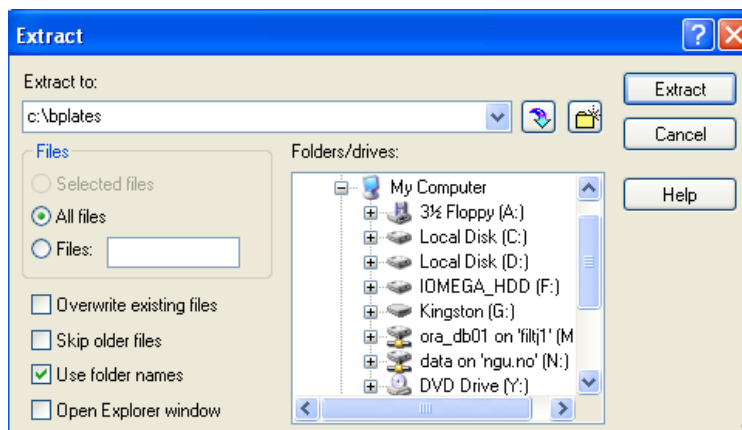 Extract
Extract to:
c:\bplates
Extract
Cancel
Help
Files
Selected files
All files
Files:
Overwrite existing files
Skip older files
Use folder names
Open Explorer window
Folders/drives:
My Computer
3½ Floppy (A:)
Local Disk (C:)
Local Disk (D:)
IOMEGA_HDD (F:)
Kingston (G:)
ora_db01 on 'filtj1' (M
data on 'ngu.no' (N:)
DVD Drive (Y:)